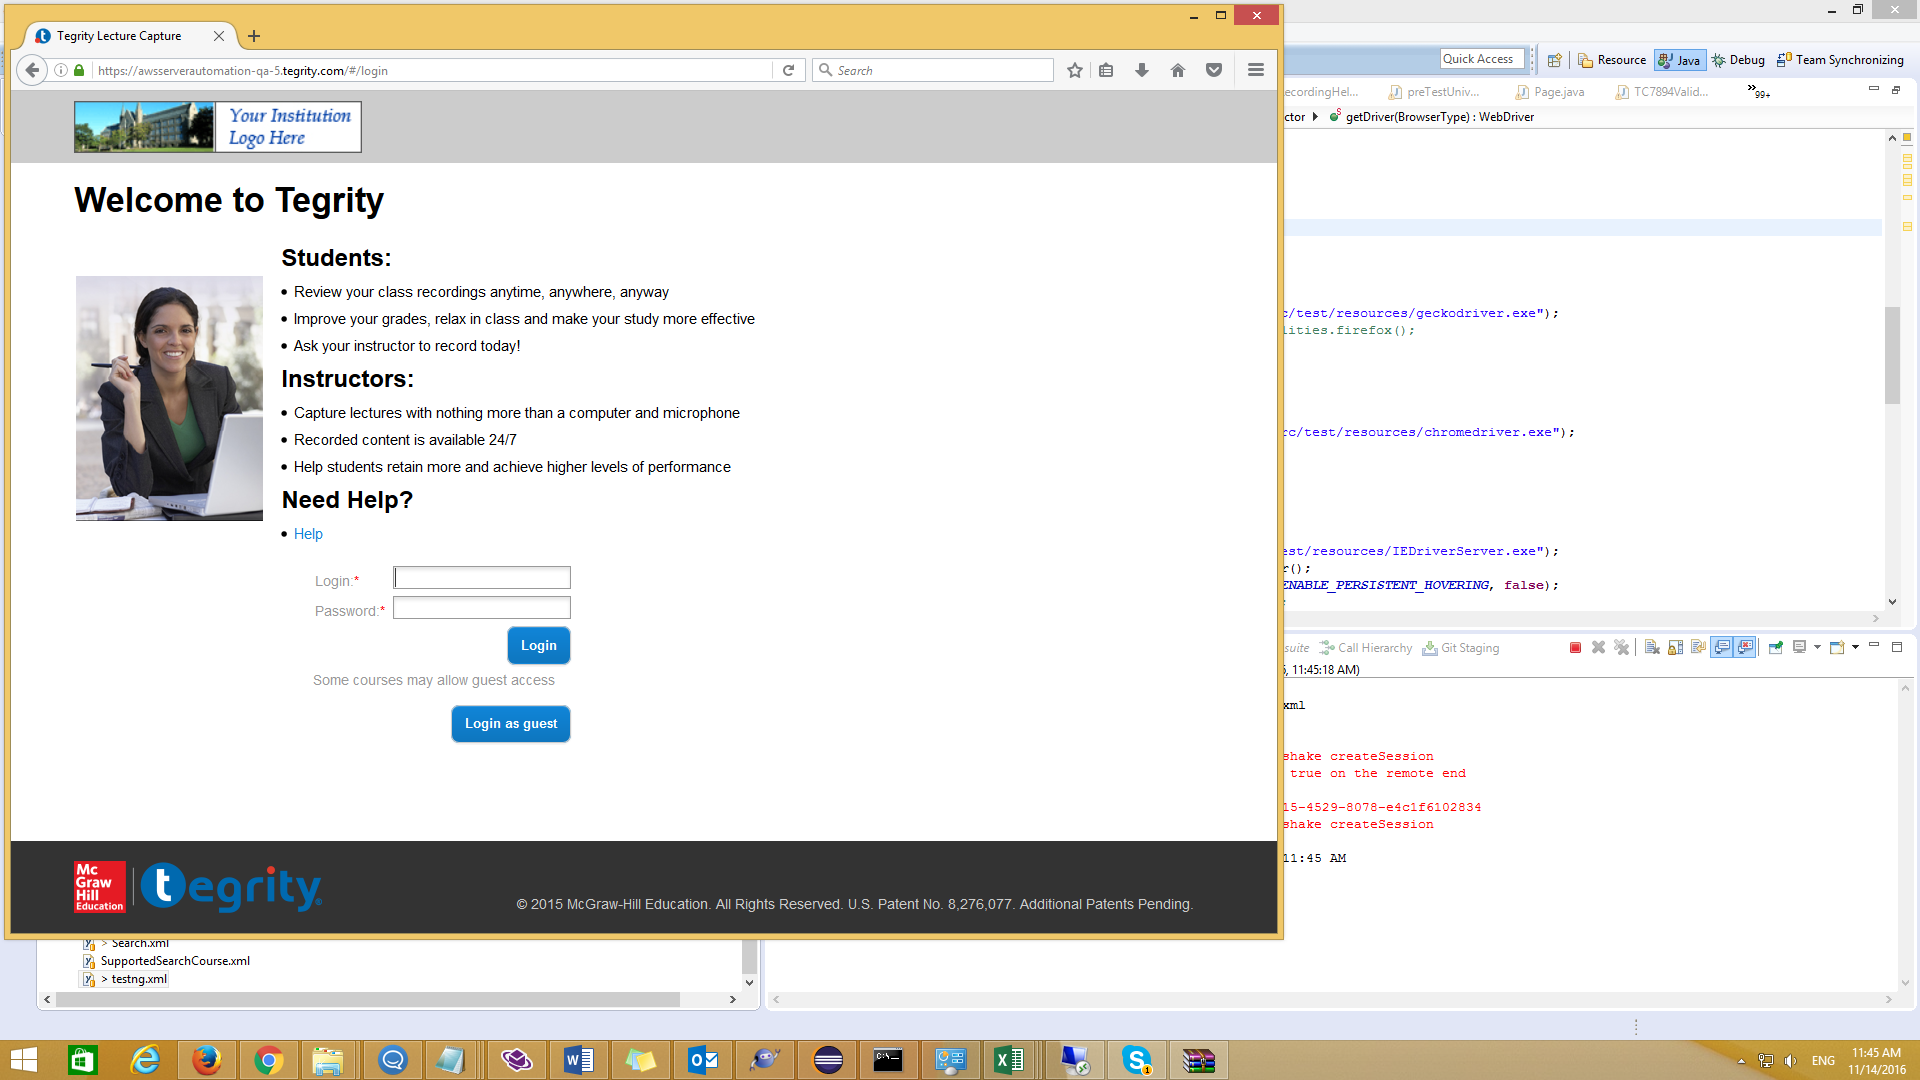 Tegrity Lecture Capture
https://awsserverautomation-qa-5.tegrity.com/#/login
Search
Your Institution
Logo Here
Welcome to Tegrity
Students:
Review your class recordings anytime, anywhere, anyway
Improve your grades, relax in class and make your study more effective
Ask your instructor to record today!
Instructors:
Capture lectures with nothing more than a computer and microphone
Recorded content is available 24/7
Help students retain more and achieve higher levels of performance
Need Help?
Help
Login:*
Password:*
Login
Some courses may allow guest access
Login as guest
Mc
Graw
Hill
Education
tegrity
© 2015 McGraw-Hill Education. All Rights Reserved. U.S. Patent No. 8,276,077. Additional Patents Pending.
Quick Access
Resource
Java
Debug
Team Synchronizing
ecordingHel...
preTestUniv...
Page.java
TC7894Valid...
99+
ctor
getDriver(BrowserType) : WebDriver
c/test/resources/geckodriver.exe");
lities.firefox();
rc/test/resources/chromedriver.exe");
est/resources/IEDriverServer.exe");
r();
ENABLE_PERSISTENT_HOVERING, false);
;
suite
Call Hierarchy
Git Staging
, 11:45:18 AM)
xml
shake createSession
true on the remote end
15-4529-8078-e4c1f6102834
shake createSession
11:45 AM
> Search.xml
SupportedSearchCourse.xml
> testng.xml
ENG
11:45 AM
11/14/2016